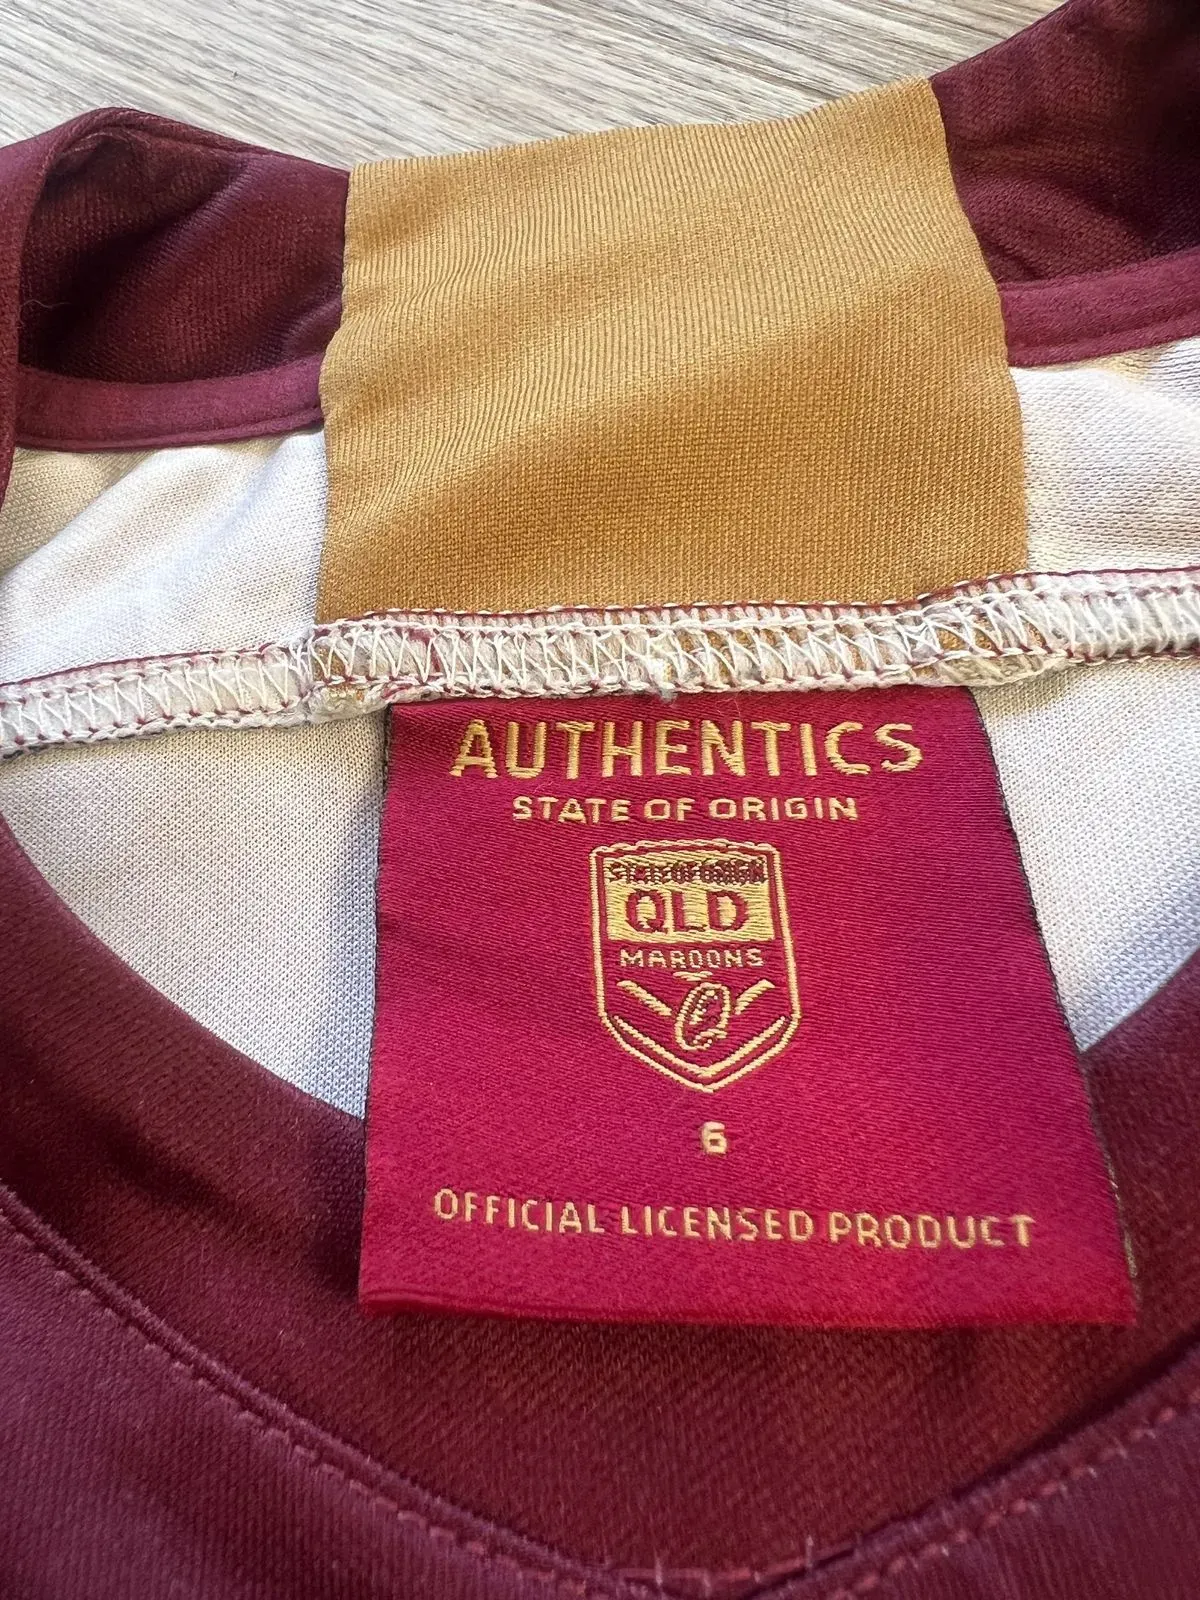 AUTHENTICS
STATE OF ORIGIN
STATE OF ORIGIN
QLD
MAROONS
6
OFFICIAL LICENSED PRODUCT